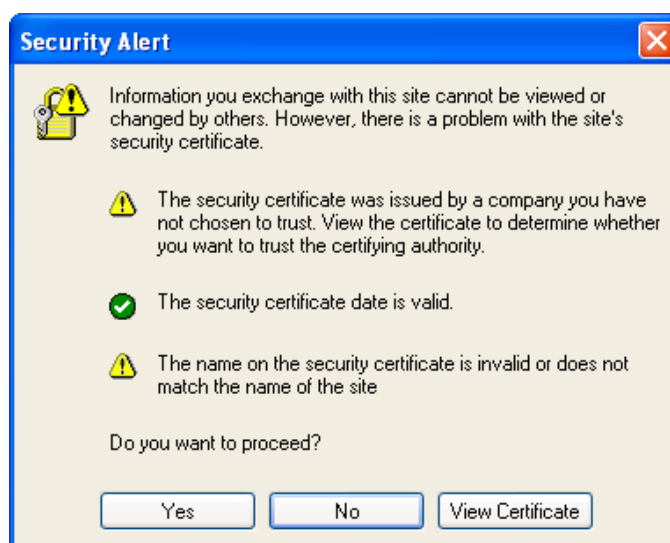 Security Alert
Information you exchange with this site cannot be viewed or
changed by others. However, there is a problem with the site's
security certificate.
The security certificate was issued by a company you have
not chosen to trust. View the certificate to determine whether
you want to trust the certifying authority.
The security certificate date is valid.
The name on the security certificate is invalid or does not
match the name of the site
Do you want to proceed?
Yes No View Certificate